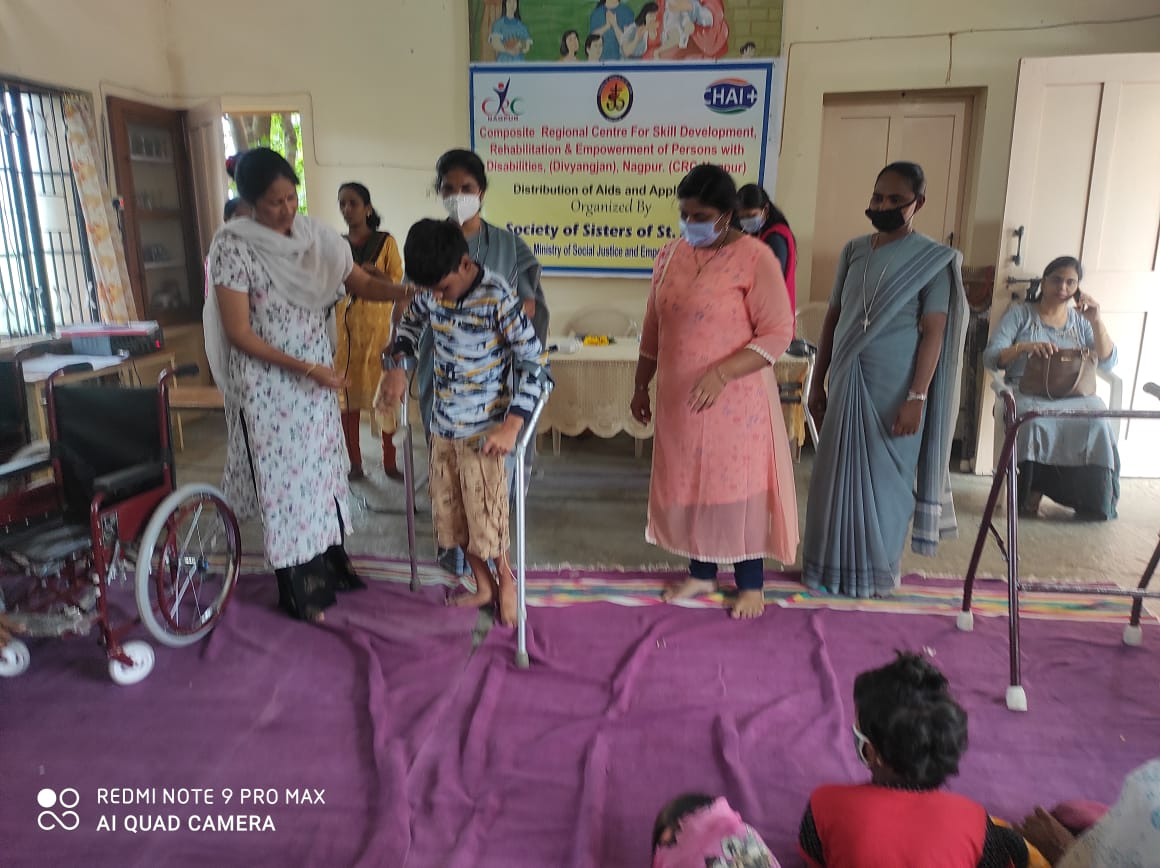 CRC
NAGPUR
CHAI
Composite Regional Centre For Skill Development,
Rehabilitation & Empowerment of Persons with
Disabilities, (Divyangjan), Nagpur. (CRC
Distribution of Aids and
Organized By
Society of Sisters of St.
Ministry of Social Justice and
REDMI NOTE 9 PRO MAX
AI QUAD CAMERA